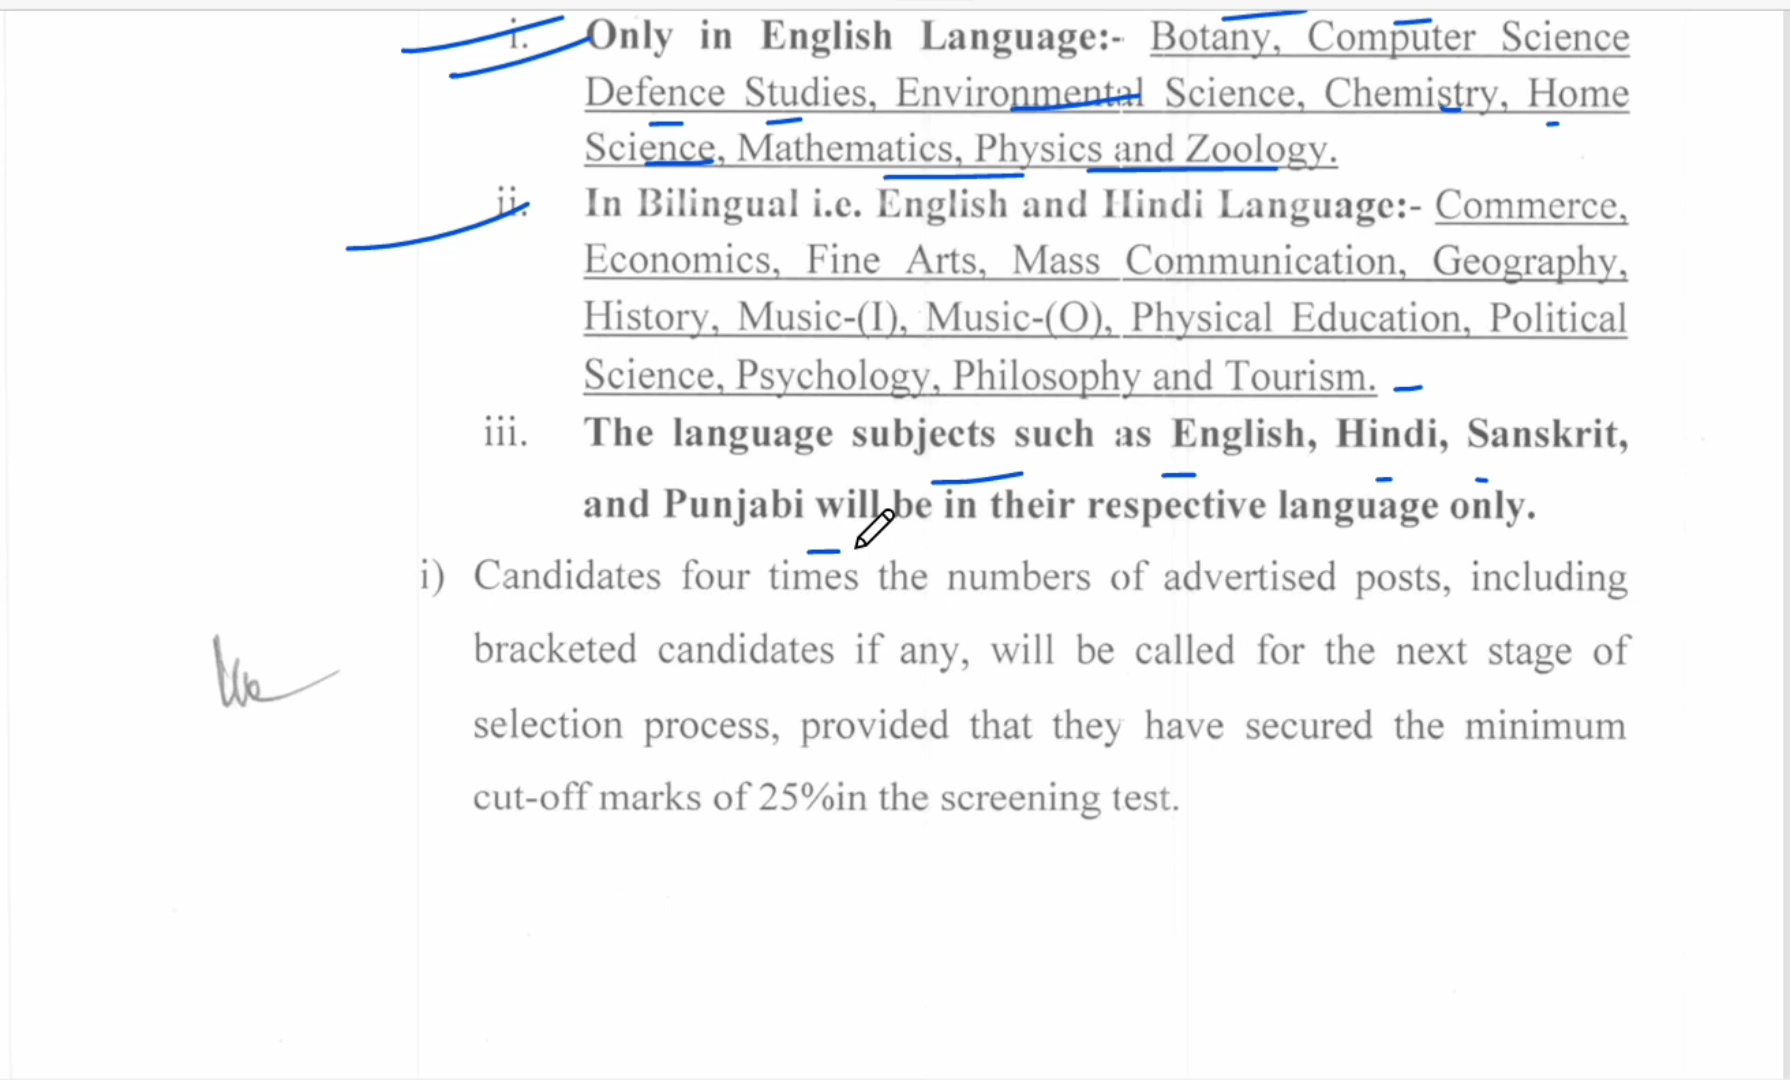 i. Only in English Language:- Botany, Computer Science
Defence Studies, Environmental Science, Chemistry, Home
Science, Mathematics, Physics and Zoology.
ii. In Bilingual i.e. English and Hindi Language:- Commerce,
Economics, Fine Arts, Mass Communication, Geography,
History, Music-(I), Music-(O), Physical Education, Political
Science, Psychology, Philosophy and Tourism.
iii. The language subjects such as English, Hindi, Sanskrit,
and Punjabi will be in their respective language only.
i) Candidates four times the numbers of advertised posts, including
bracketed candidates if any, will be called for the next stage of
selection process, provided that they have secured the minimum
cut-off marks of 25%in the screening test.